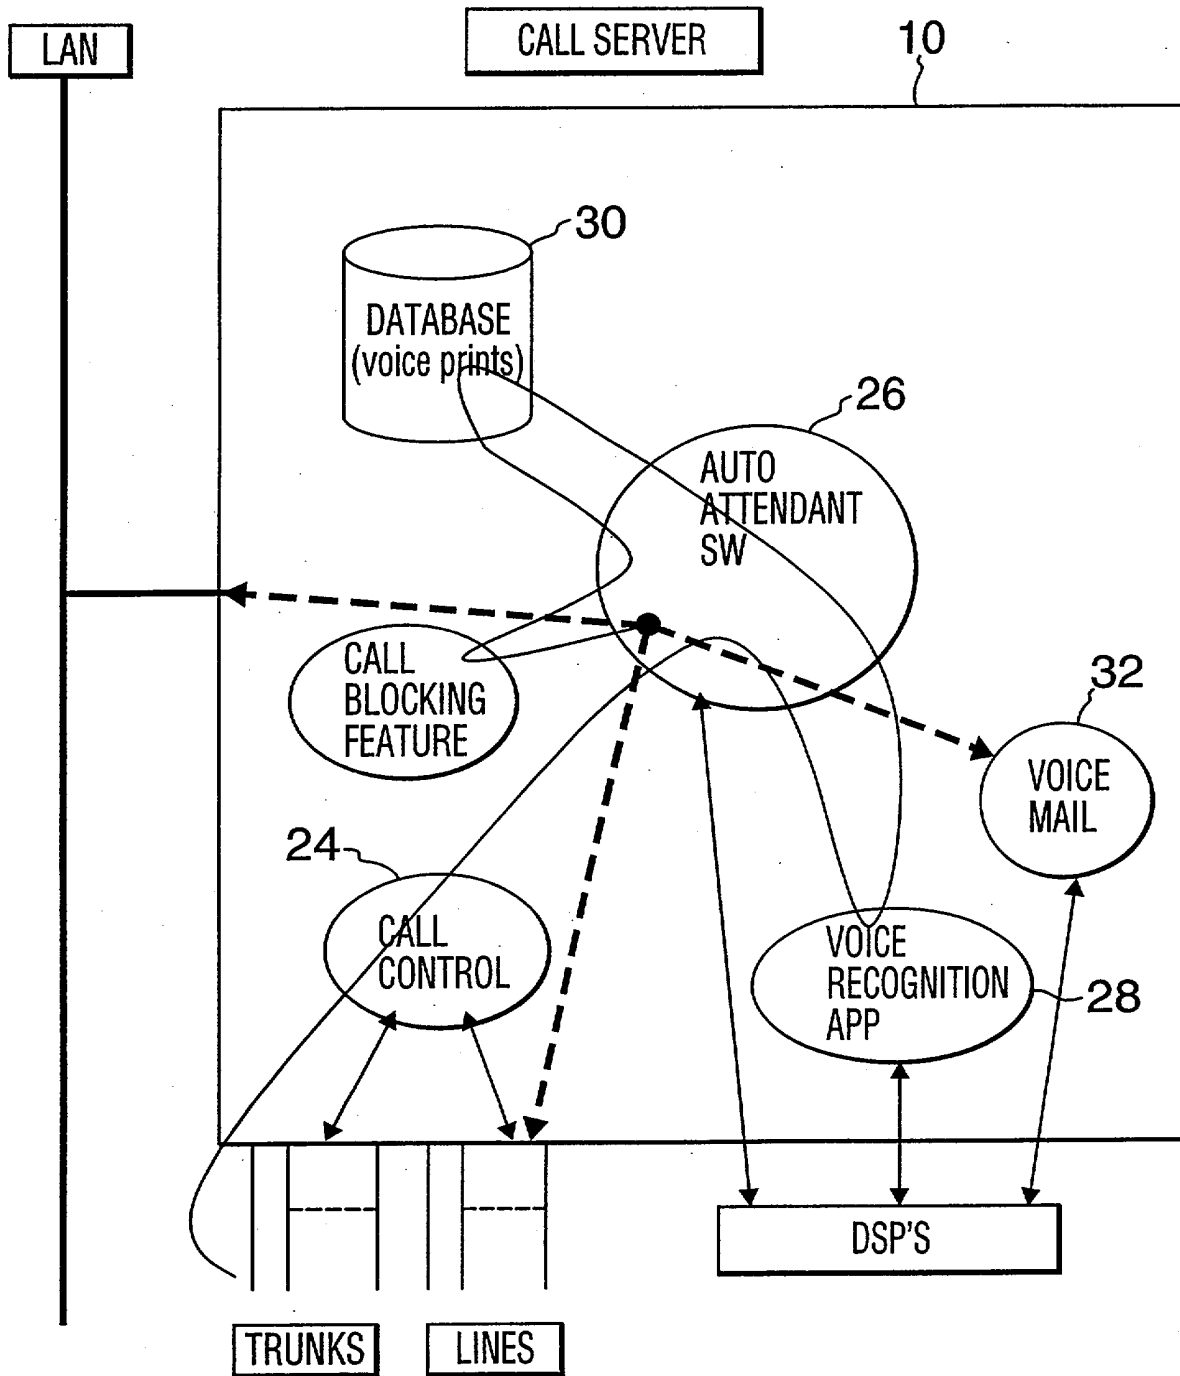 LAN
CALL SERVER
10
30
DATABASE
(voice prints)
26
AUTO
ATTENDANT
SW
CALL
BLOCKING
FEATURE
32
VOICE
MAIL
24
CALL
CONTROL
VOICE
RECOGNITION
APP
28
DSP'S
TRUNKS
LINES